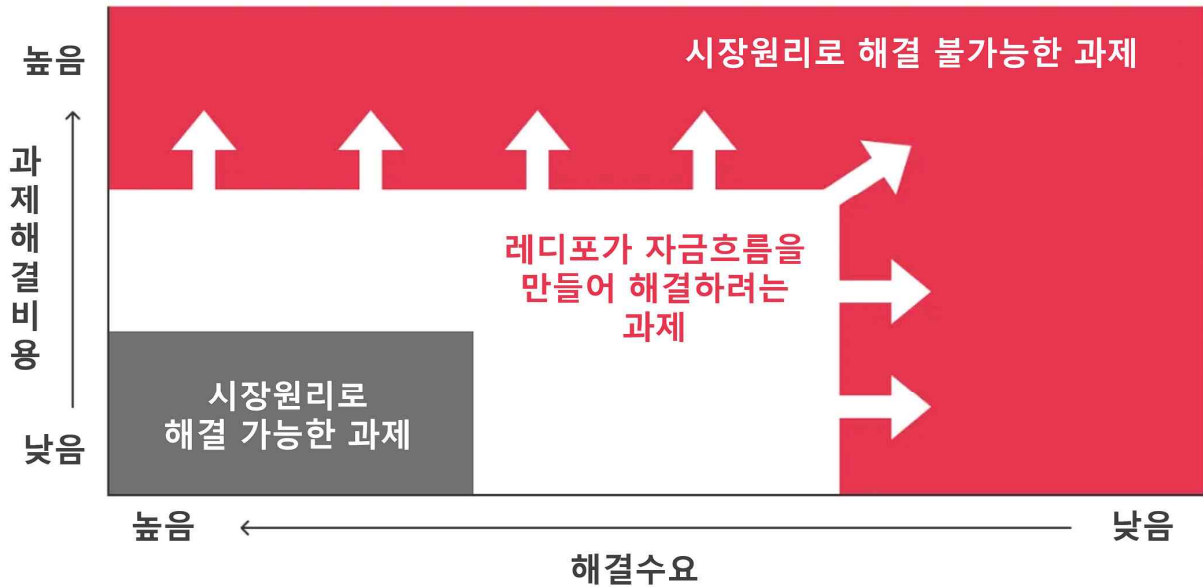 시장원리로 해결 불가능한 과제
높음
과제해결비용
낮음
레디포가 자금흐름을
만들어 해결하려는
과제
시장원리로
해결 가능한 과제
높음
낮음
해결수요